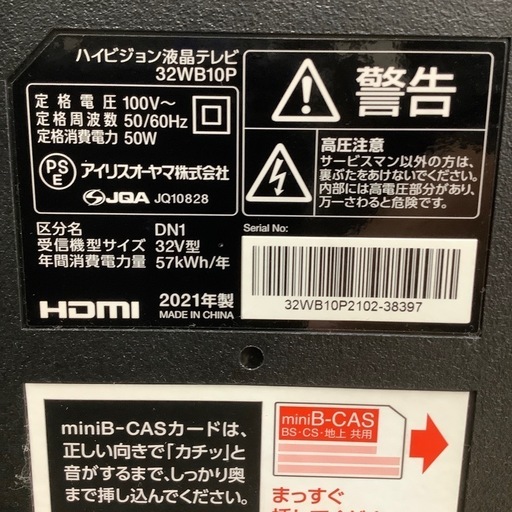 ハイビジョン液晶テレビ
32WB10P
定格電圧 100V～
定格周波数 50/60Hz
定格消費電力 50W
PSE アイリスオーヤマ株式会社
JQA JQ10828
区分名 DN1
受信機型サイズ 32V型
年間消費電力量 57kWh/年
HDMI 2021年製
MADE IN CHINA
警告
高圧注意
サービスマン以外の方は、
裏ぶたをあけないでください。
内部には高電圧部分があり、
万一さわると危険です。
Serial No:
32WB10P2102-38397
miniB-CASカードは、
正しい向きで「カチッ」と
音がするまで、しっかり奥
まで挿し込んでください。
miniB-CAS
BS・CS・地上 共用
まっすぐ